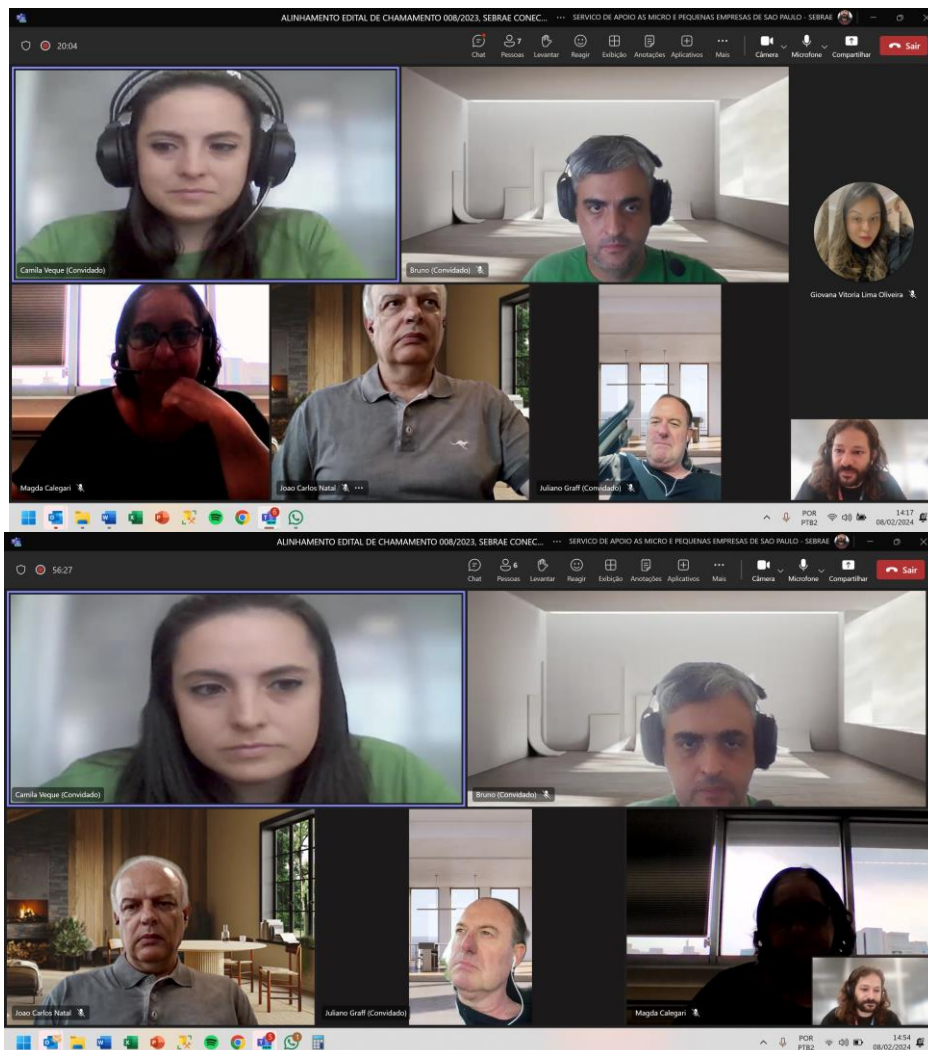 ALINHAMENTO EDITAL DE CHAMAMENTO 008/2023, SEBRAE CONEC... ··· SERVICO DE APOIO AS MICRO E PEQUENAS EMPRESAS DE SAO PAULO - SEBRAE
20:04
7
Chat Pessoas Levantar Reagir Exibição Anotações Aplicativos Mais Câmera Microfone Compartilhar Sair
Camila Veque (Convidado)
Bruno (Convidado)
Giovana Vitoria Lima Oliveira
Magda Calegari
Joao Carlos Natal ···
Juliano Graff (Convidado)
POR 14:17
PTB2 08/02/2024
ALINHAMENTO EDITAL DE CHAMAMENTO 008/2023, SEBRAE CONEC... ··· SERVICO DE APOIO AS MICRO E PEQUENAS EMPRESAS DE SAO PAULO - SEBRAE
56:27
6
Chat Pessoas Levantar Reagir Exibição Anotações Aplicativos Mais Câmera Microfone Compartilhar Sair
Camila Veque (Convidado)
Bruno (Convidado)
Joao Carlos Natal
Juliano Graff (Convidado)
Magda Calegari
POR 14:54
PTB2 08/02/2024